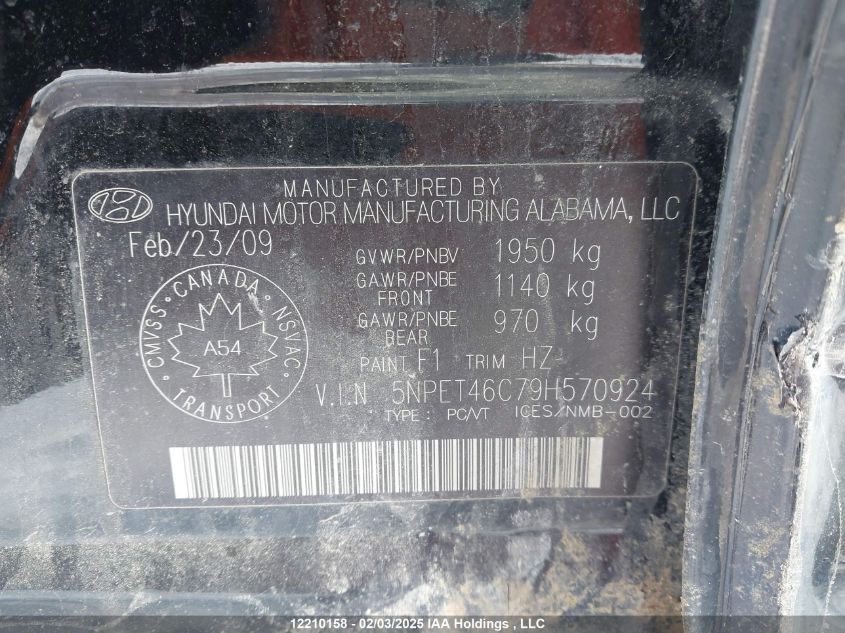 MANUFACTURED BY
HYUNDAI MOTOR MANUFACTURING ALABAMA, LLC
Feb/23/09
GVWR/PNBV 1950 kg
GAWR/PNBE FRONT 1140 kg
GAWR/PNBE REAR 970 kg
PAINT F1 TRIM HZ
V.I.N 5NPET46C79H570924
TYPE: PC/VT ICES/NMB-002
CMVSS · CANADA · NSVAC · TRANSPORT ·
A54
12210158 - 02/03/2025 IAA Holdings , LLC